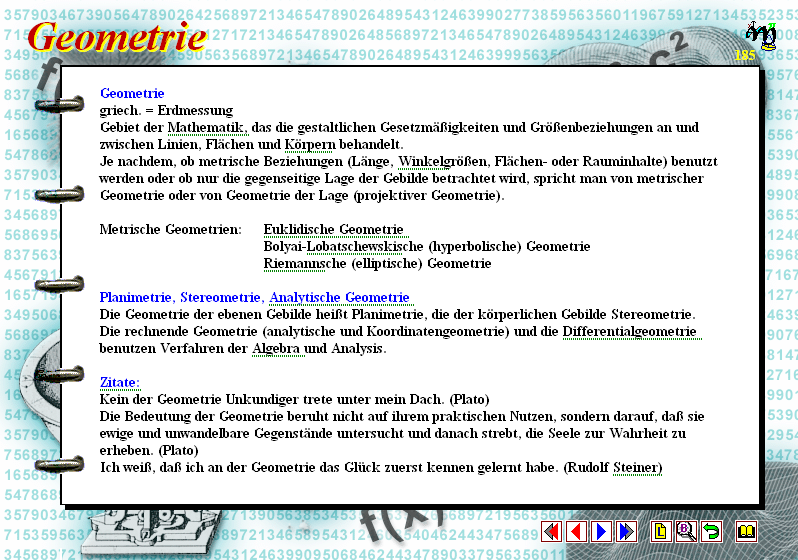 Geometrie
185
Geometrie
griech. = Erdmessung
Gebiet der Mathematik, das die gestaltlichen Gesetzmäßigkeiten und Größenbeziehungen an und
zwischen Linien, Flächen und Körpern behandelt.
Je nachdem, ob metrische Beziehungen (Länge, Winkelgrößen, Flächen- oder Rauminhalte) benutzt
werden oder ob nur die gegenseitige Lage der Gebilde betrachtet wird, spricht man von metrischer
Geometrie oder von Geometrie der Lage (projektiver Geometrie).
Metrische Geometrien: Euklidische Geometrie
Bolyai-Lobatschewskische (hyperbolische) Geometrie
Riemannsche (elliptische) Geometrie
Planimetrie, Stereometrie, Analytische Geometrie
Die Geometrie der ebenen Gebilde heißt Planimetrie, die der körperlichen Gebilde Stereometrie.
Die rechnende Geometrie (analytische und Koordinatengeometrie) und die Differentialgeometrie
benutzen Verfahren der Algebra und Analysis.
Zitate:
Kein der Geometrie Unkundiger trete unter mein Dach. (Plato)
Die Bedeutung der Geometrie beruht nicht auf ihrem praktischen Nutzen, sondern darauf, daß sie
ewige und unwandelbare Gegenstände untersucht und danach strebt, die Seele zur Wahrheit zu
erheben. (Plato)
Ich weiß, daß ich an der Geometrie das Glück zuerst kennen gelernt habe. (Rudolf Steiner)
f(x)